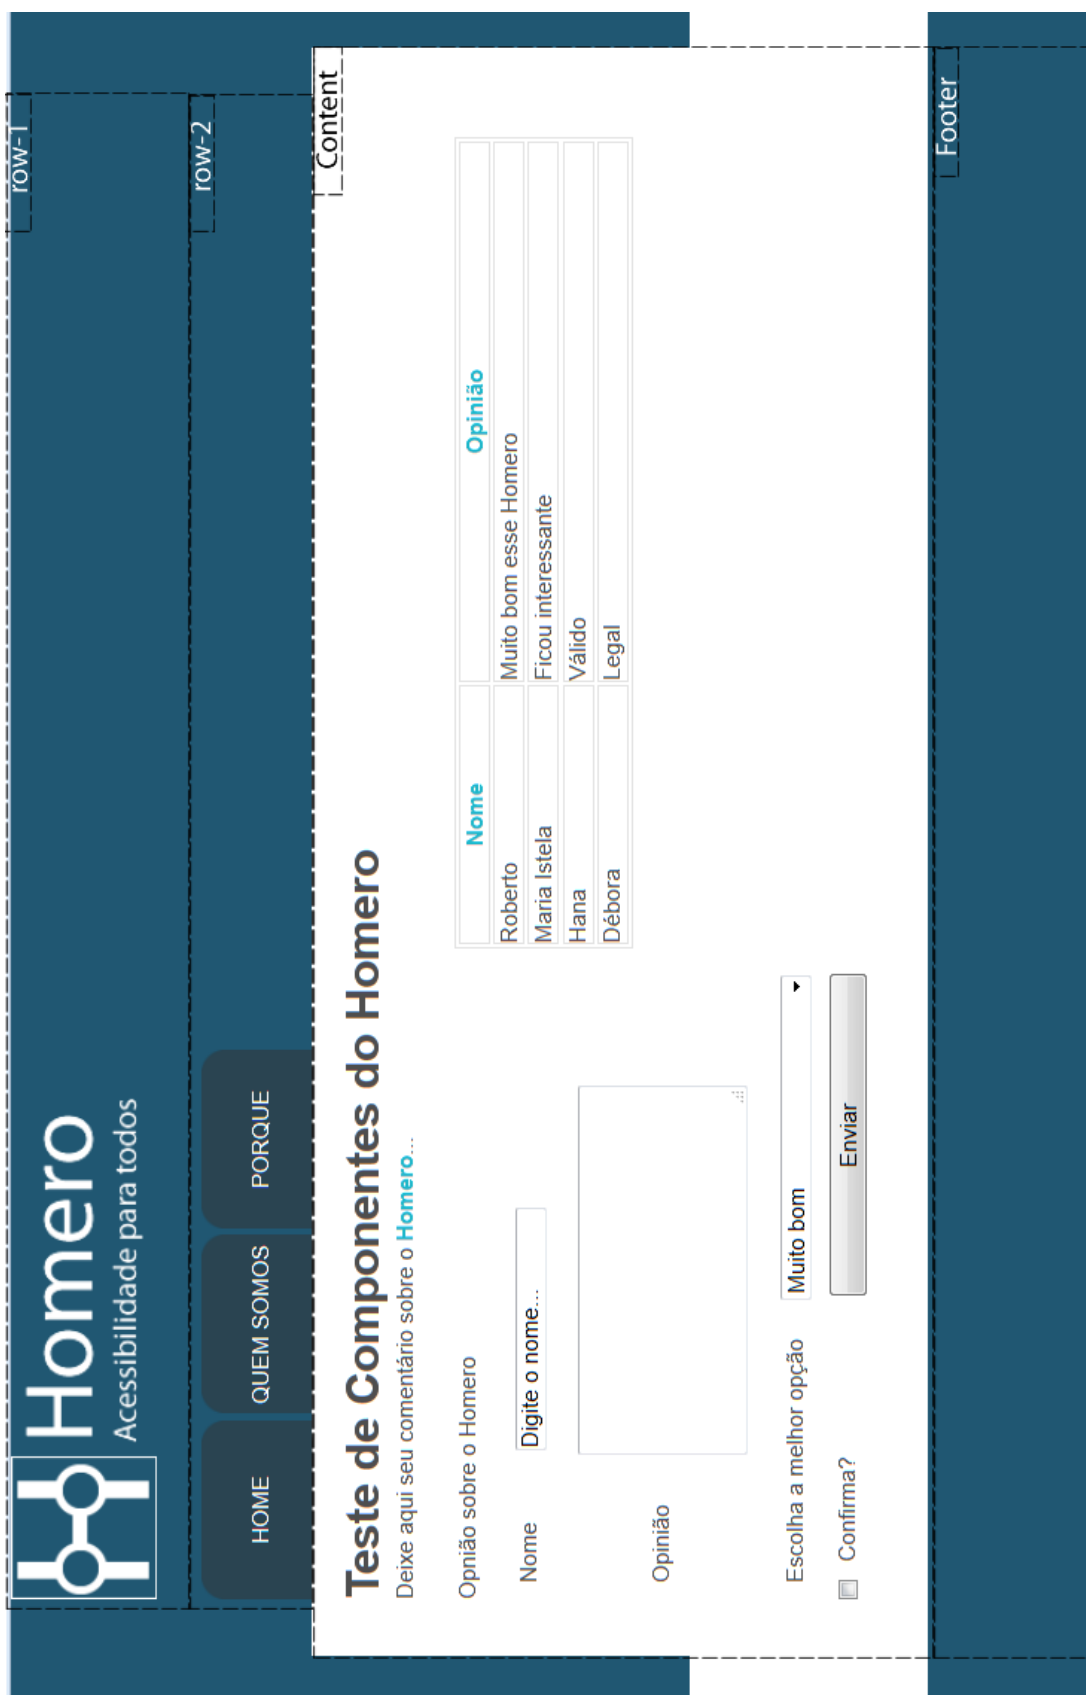 row-1
Homero
Acessibilidade para todos
row-2
HOME
QUEM SOMOS
PORQUE
Content
Teste de Componentes do Homero
Deixe aqui seu comentário sobre o Homero...
Opnião sobre o Homero
Nome
Digite o nome...
Opinião
Escolha a melhor opção
Muito bom
Confirma?
Enviar
Nome Opinião
Roberto Muito bom esse Homero
Maria Istela Ficou interessante
Hana Válido
Débora Legal
Footer